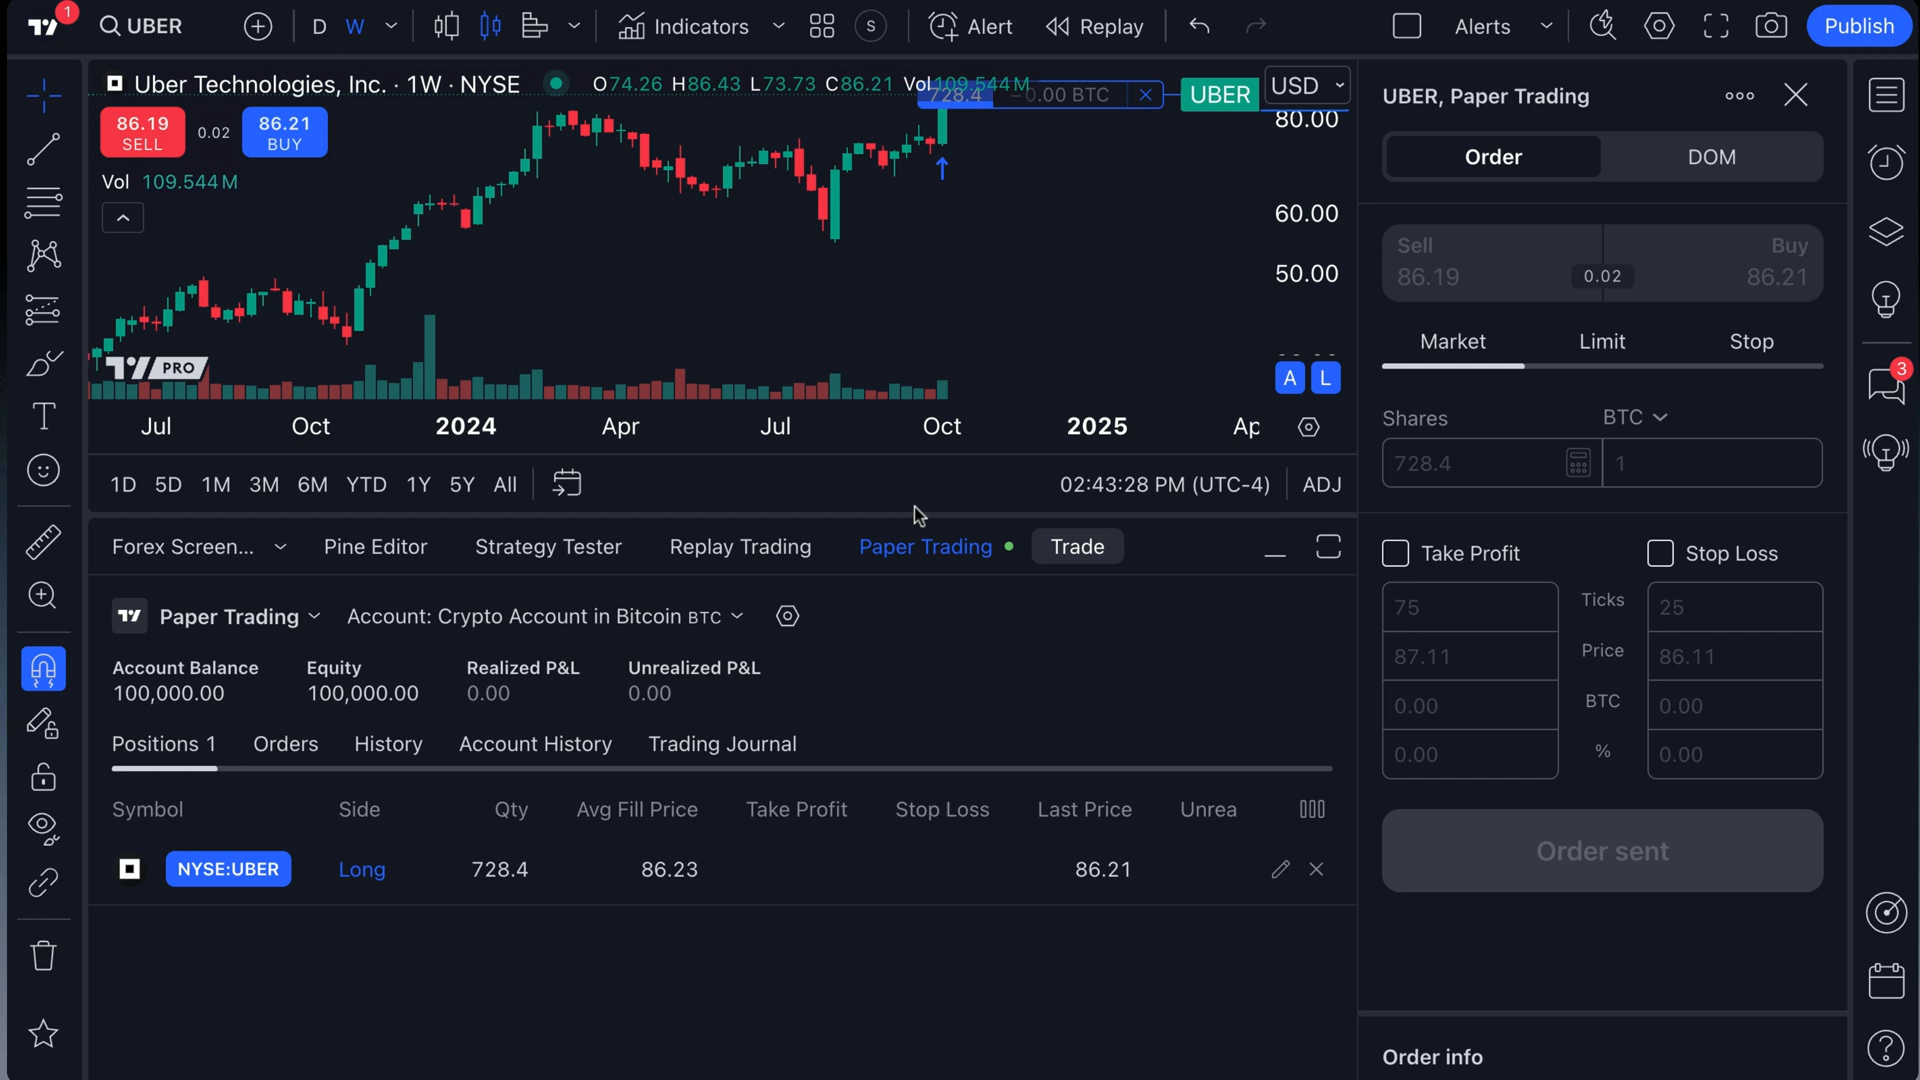 1
UBER
D W
Indicators
S
Alert
Replay
Alerts
Publish
Uber Technologies, Inc. · 1W · NYSE
O74.26 H86.43 L73.73 C86.21 Vol109.544M
728.4 −0.00 BTC
UBER
USD
86.19
SELL
0.02
86.21
BUY
Vol 109.544M
80.00
60.00
50.00
PRO
A L
Jul Oct 2024 Apr Jul Oct 2025 Ap
1D 5D 1M 3M 6M YTD 1Y 5Y All
02:43:28 PM (UTC-4) ADJ
Forex Screen... Pine Editor Strategy Tester Replay Trading Paper Trading Trade
Paper Trading Account: Crypto Account in Bitcoin BTC
Account Balance Equity Realized P&L Unrealized P&L
100,000.00 100,000.00 0.00 0.00
Positions 1 Orders History Account History Trading Journal
Symbol Side Qty Avg Fill Price Take Profit Stop Loss Last Price Unrea
NYSE:UBER Long 728.4 86.23 86.21
UBER, Paper Trading
Order DOM
Sell Buy
86.19 0.02 86.21
Market Limit Stop
Shares BTC
728.4 1
Take Profit Stop Loss
75 Ticks 25
87.11 Price 86.11
0.00 BTC 0.00
0.00 % 0.00
Order sent
Order info
3